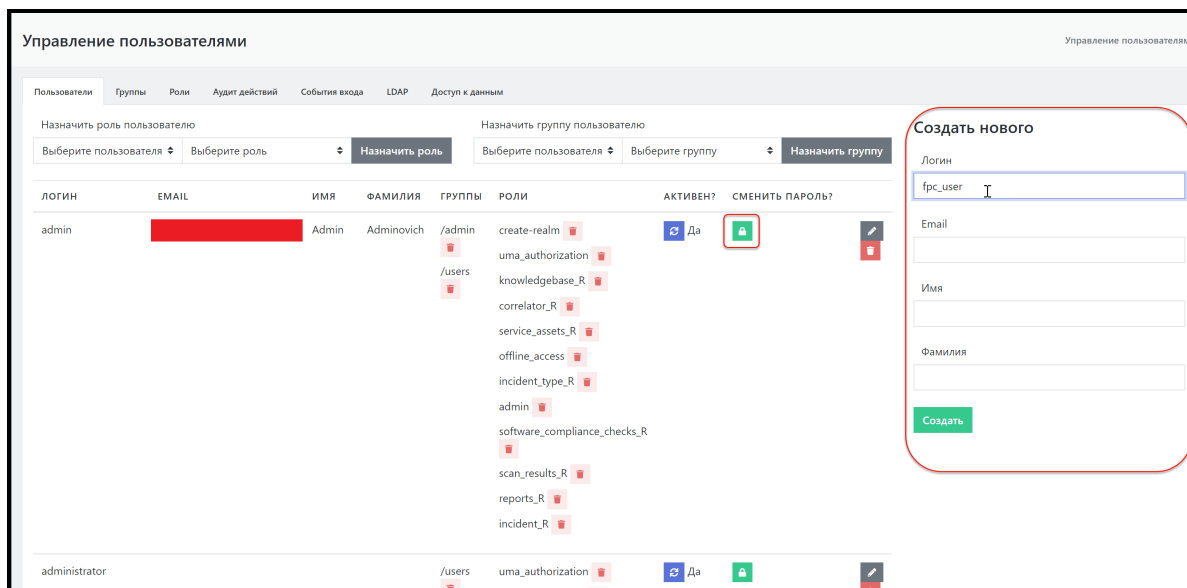 Управление пользователями
Управление пользователям
Пользователи Группы Роли Аудит действий События входа LDAP Доступ к данным
Назначить роль пользователю
Выберите пользователя Выберите роль Назначить роль
Назначить группу пользователю
Выберите пользователя Выберите группу Назначить группу
ЛОГИН EMAIL ИМЯ ФАМИЛИЯ ГРУППЫ РОЛИ АКТИВЕН? СМЕНИТЬ ПАРОЛЬ?
admin Admin Adminovich /admin create-realm Да
uma_authorization
/users
knowledgebase_R
correlator_R
service_assets_R
offline_access
incident_type_R
admin
software_compliance_checks_R
scan_results_R
reports_R
incident_R
administrator /users uma_authorization Да
Создать нового
Логин
fpc_user
Email
Имя
Фамилия
Создать